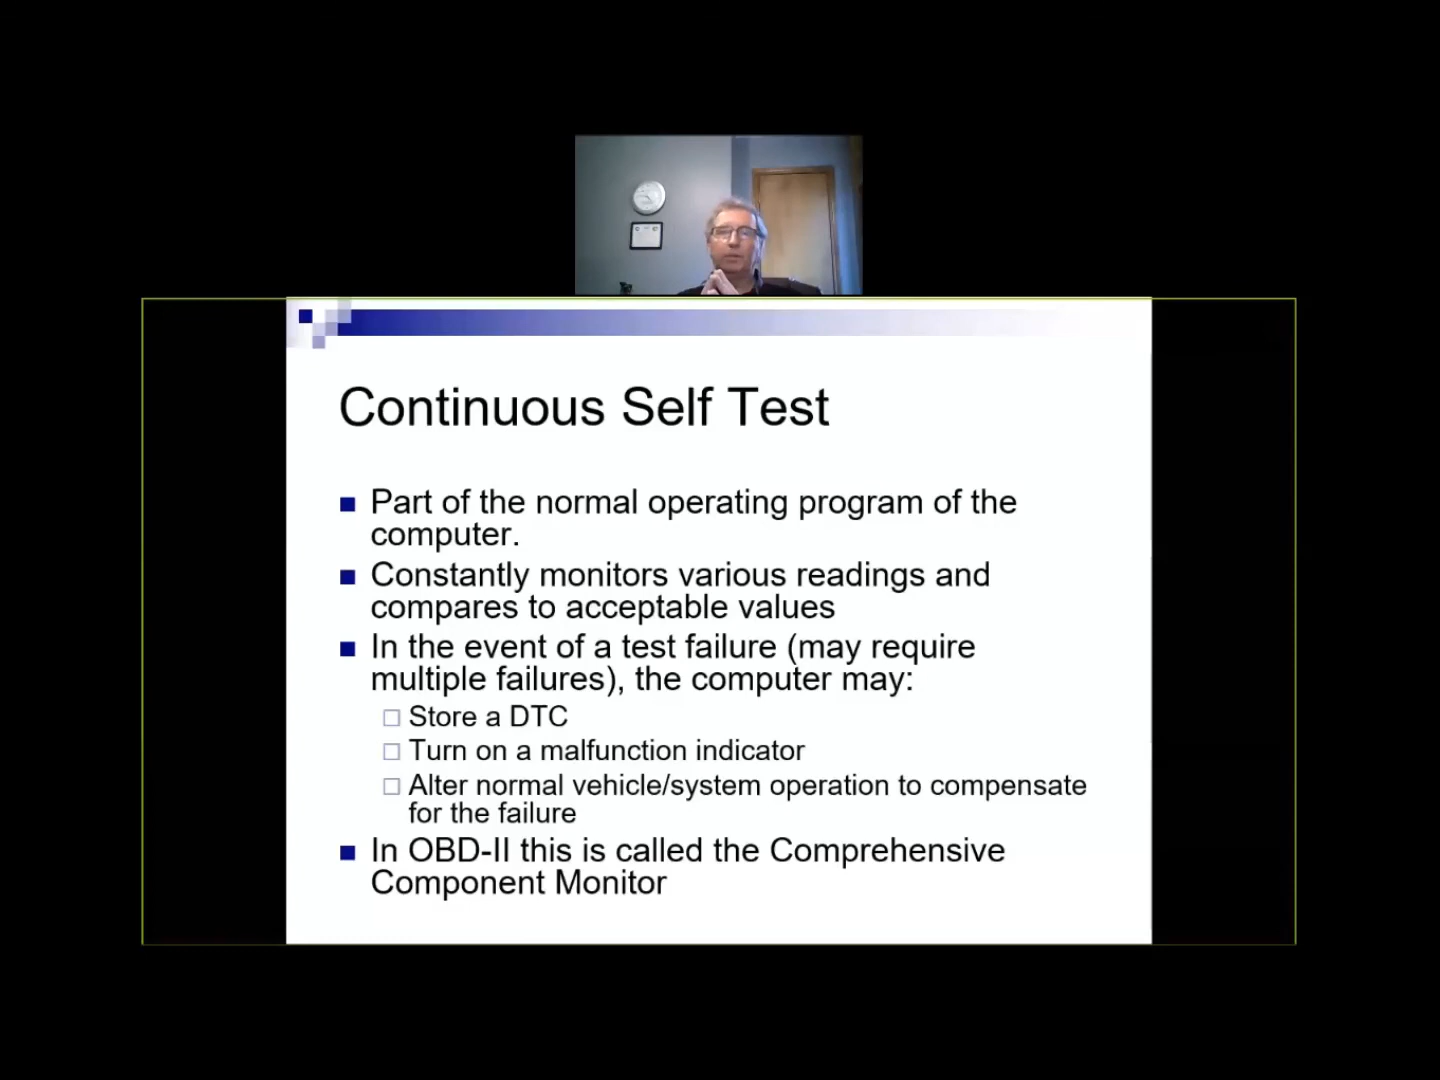 Continuous Self Test
Part of the normal operating program of the
computer.
Constantly monitors various readings and
compares to acceptable values
In the event of a test failure (may require
multiple failures), the computer may:
Store a DTC
Turn on a malfunction indicator
Alter normal vehicle/system operation to compensate
for the failure
In OBD-II this is called the Comprehensive
Component Monitor